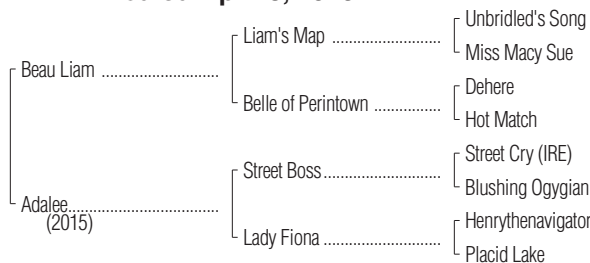 Unbridled's Song
Liam's Map
Miss Macy Sue
Beau Liam
Dehere
Belle of Perintown
Hot Match
Street Cry (IRE)
Street Boss
Blushing Ogygian
Adalee
(2015)
Henrythenavigator
Lady Fiona
Placid Lake